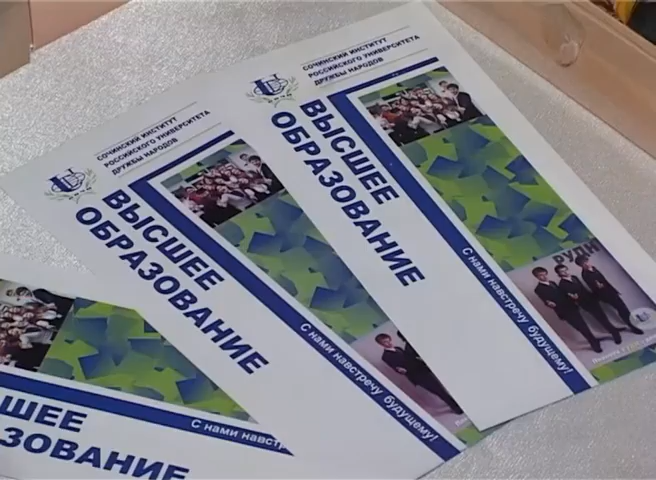 СОЧИНСКИЙ ИНСТИТУТ
РОССИЙСКОГО УНИВЕРСИТЕТА
ДРУЖБЫ НАРОДОВ
ВЫСШЕЕ
ОБРАЗОВАНИЕ
РУДН
С нами навстречу будущему!
СОЧИНСКИЙ ИНСТИТУТ
РОССИЙСКОГО УНИВЕРСИТЕТА
ДРУЖБЫ НАРОДОВ
ВЫСШЕЕ
ОБРАЗОВАНИЕ
С нами навстречу будущему!
С нами навст
ШЕЕ
ЗОВАНИЕ